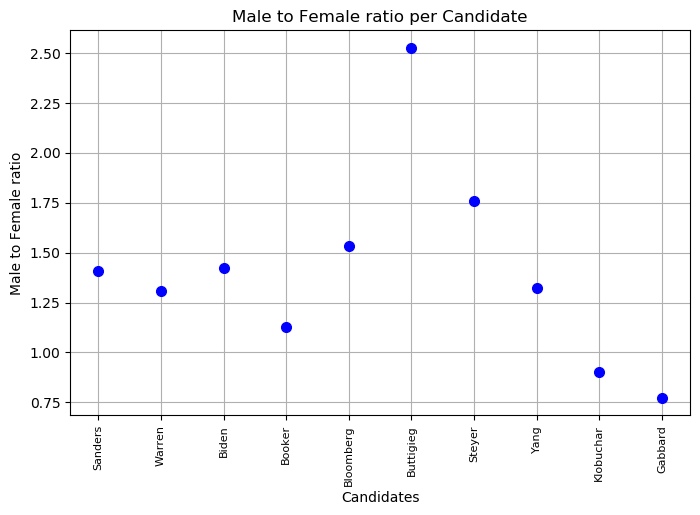 Male to Female ratio per Candidate
Male to Female ratio
2.50
2.25
2.00
1.75
1.50
1.25
1.00
0.75
Sanders
Warren
Biden
Booker
Bloomberg
Buttigieg
Steyer
Yang
Klobuchar
Gabbard
Candidates